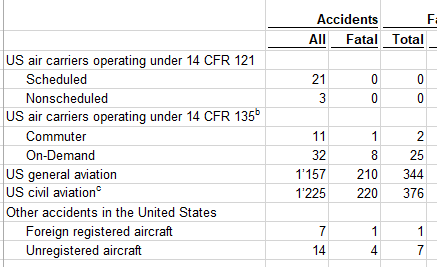 Accidents Fa
All Fatal Total
US air carriers operating under 14 CFR 121
Scheduled 21 0 0
Nonscheduled 3 0 0
US air carriers operating under 14 CFR 135b
Commuter 11 1 2
On-Demand 32 8 25
US general aviation 1'157 210 344
US civil aviationc 1'225 220 376
Other accidents in the United States
Foreign registered aircraft 7 1 1
Unregistered aircraft 14 4 7